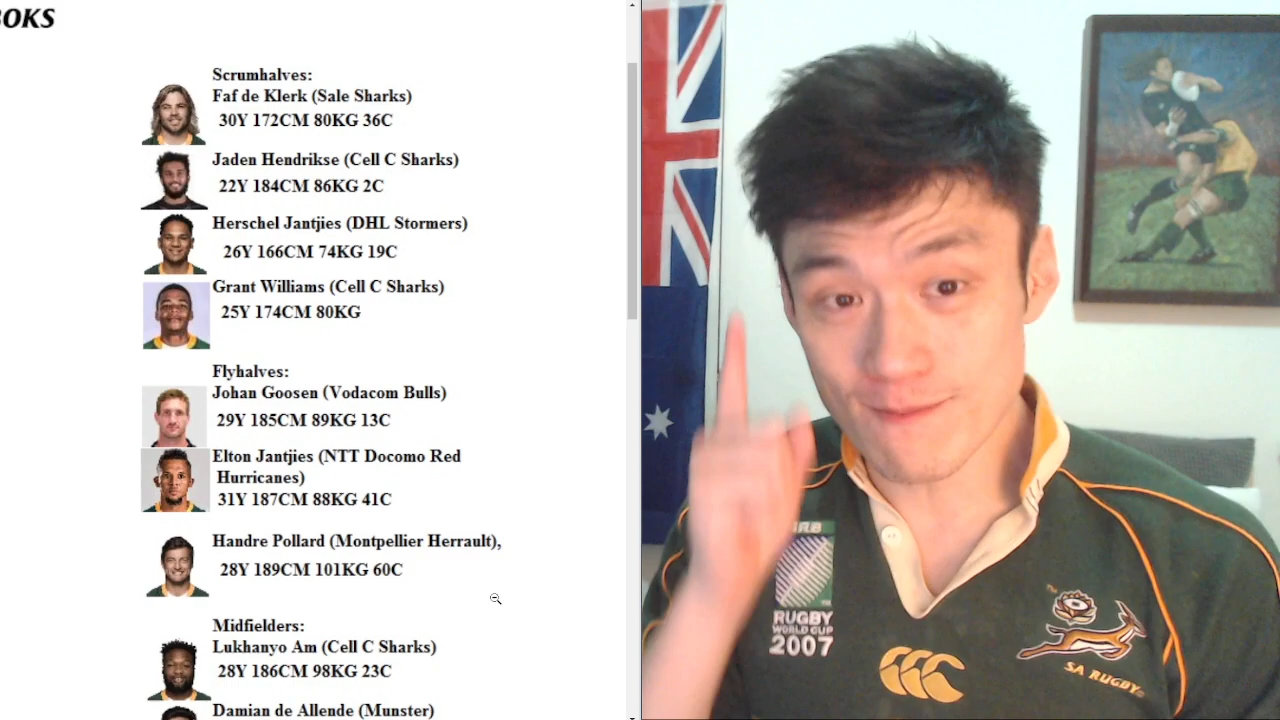 BOKS
Scrumhalves:
Faf de Klerk (Sale Sharks)
30Y 172CM 80KG 36C
Jaden Hendrikse (Cell C Sharks)
22Y 184CM 86KG 2C
Herschel Jantjies (DHL Stormers)
26Y 166CM 74KG 19C
Grant Williams (Cell C Sharks)
25Y 174CM 80KG
Flyhalves:
Johan Goosen (Vodacom Bulls)
29Y 185CM 89KG 13C
Elton Jantjies (NTT Docomo Red
Hurricanes)
31Y 187CM 88KG 41C
Handre Pollard (Montpellier Herrault),
28Y 189CM 101KG 60C
Midfielders:
Lukhanyo Am (Cell C Sharks)
28Y 186CM 98KG 23C
Damian de Allende (Munster)
IRB
RUGBY
WORLD CUP
2007
SA RUGBY